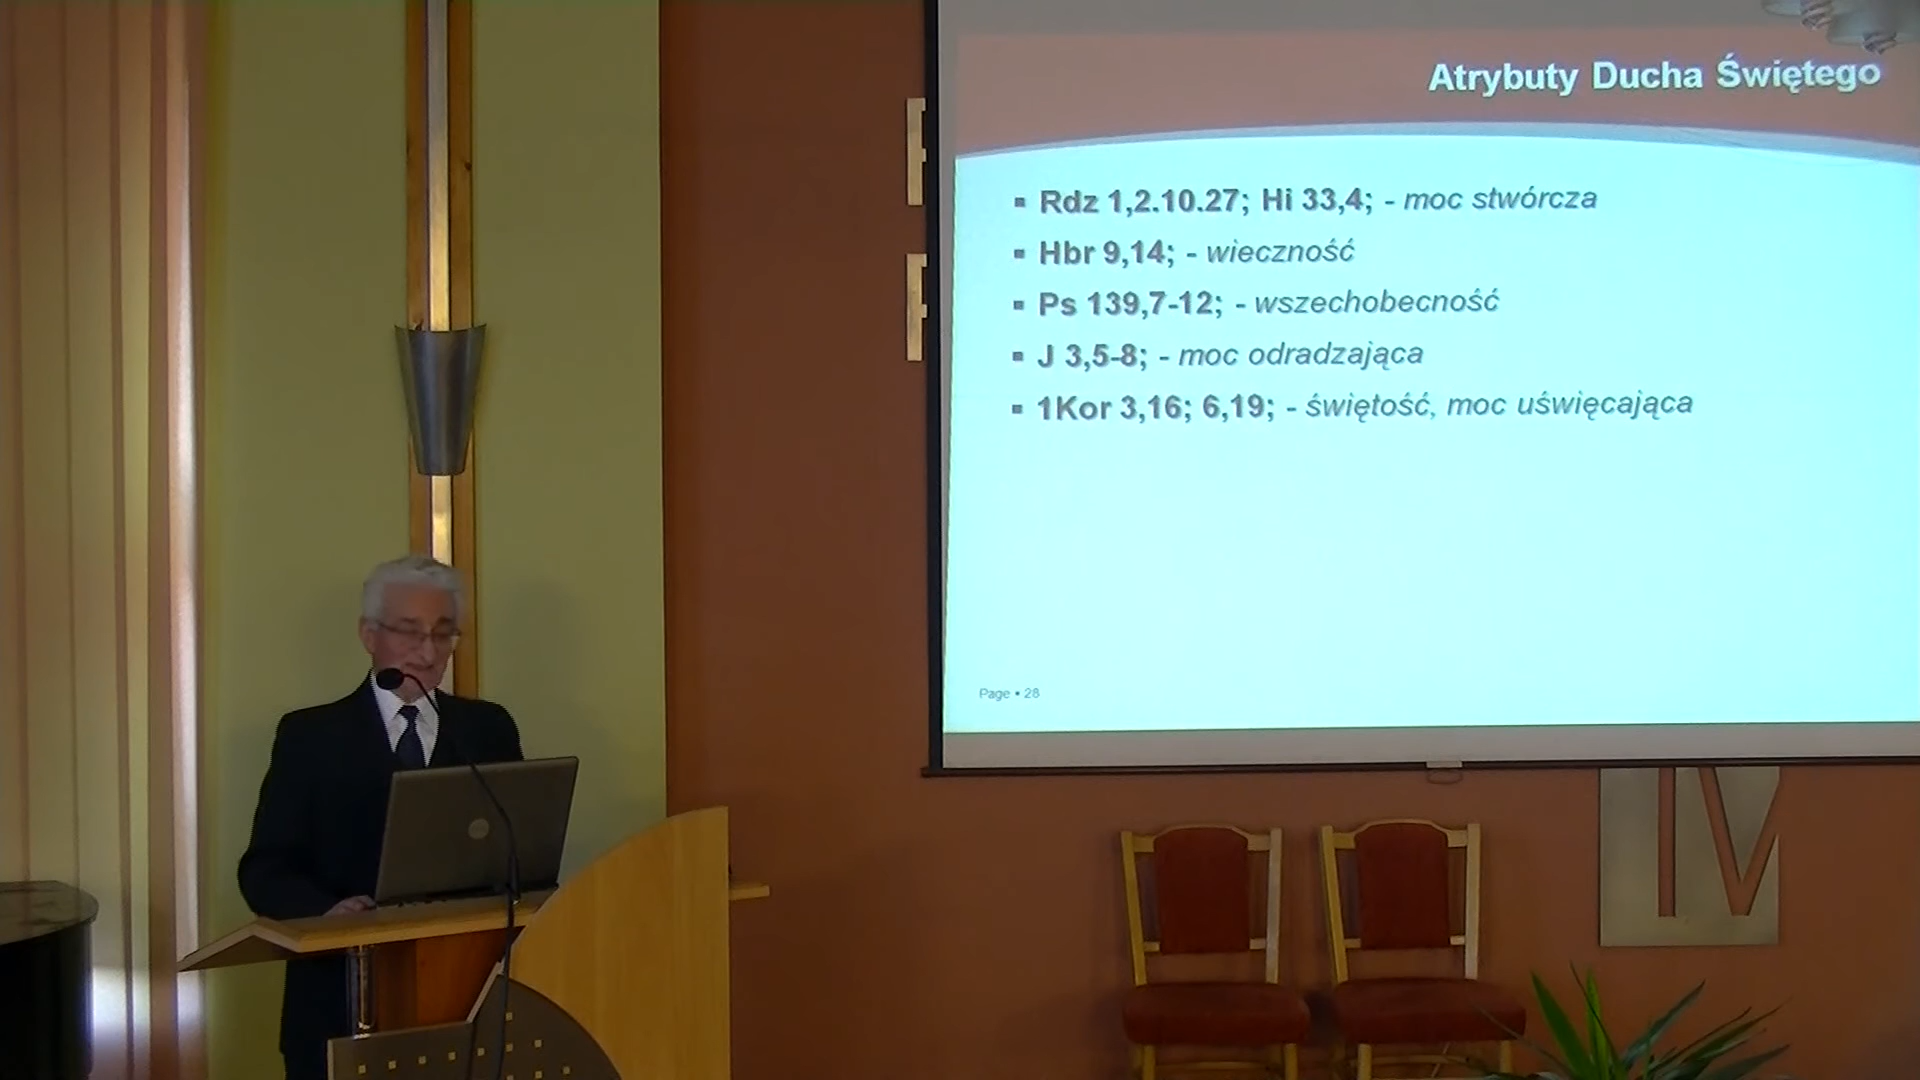 Atrybuty Ducha Świętego
▪ Rdz 1,2.10.27; Hi 33,4; - moc stwórcza
▪ Hbr 9,14; - wieczność
▪ Ps 139,7-12; - wszechobecność
▪ J 3,5-8; - moc odradzająca
▪ 1Kor 3,16; 6,19; - świętość, moc uświęcająca
Page ▪ 28
IV